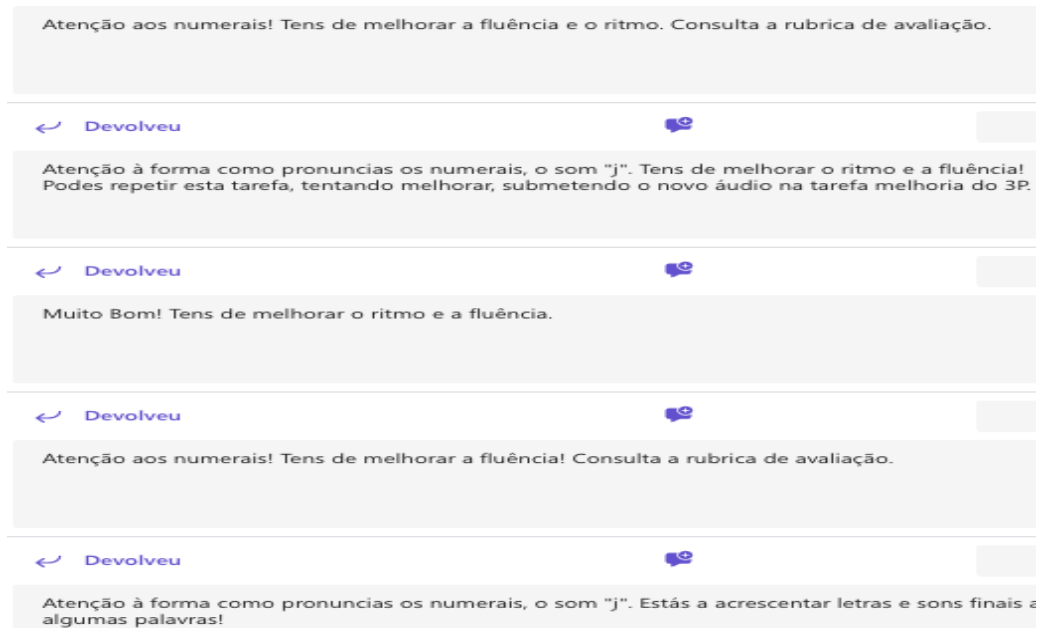 Atenção aos numerais! Tens de melhorar a fluência e o ritmo. Consulta a rubrica de avaliação.
Devolveu
Atenção à forma como pronuncias os numerais, o som "j". Tens de melhorar o ritmo e a fluência!
Podes repetir esta tarefa, tentando melhorar, submetendo o novo áudio na tarefa melhoria do 3P.
Devolveu
Muito Bom! Tens de melhorar o ritmo e a fluência.
Devolveu
Atenção aos numerais! Tens de melhorar a fluência! Consulta a rubrica de avaliação.
Devolveu
Atenção à forma como pronuncias os numerais, o som "j". Estás a acrescentar letras e sons finais a
algumas palavras!